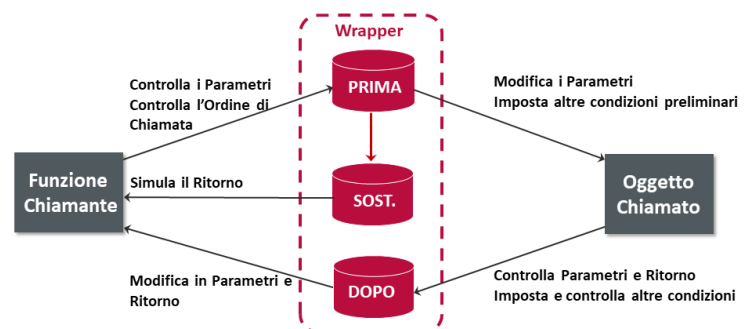 Wrapper
Controlla i Parametri
Controlla l'Ordine di
Chiamata
PRIMA
Modifica i Parametri
Imposta altre condizioni preliminari
Funzione
Chiamante
Simula il Ritorno
SOST.
Oggetto
Chiamato
Modifica in Parametri e
Ritorno
DOPO
Controlla Parametri e Ritorno
Imposta e controlla altre condizioni